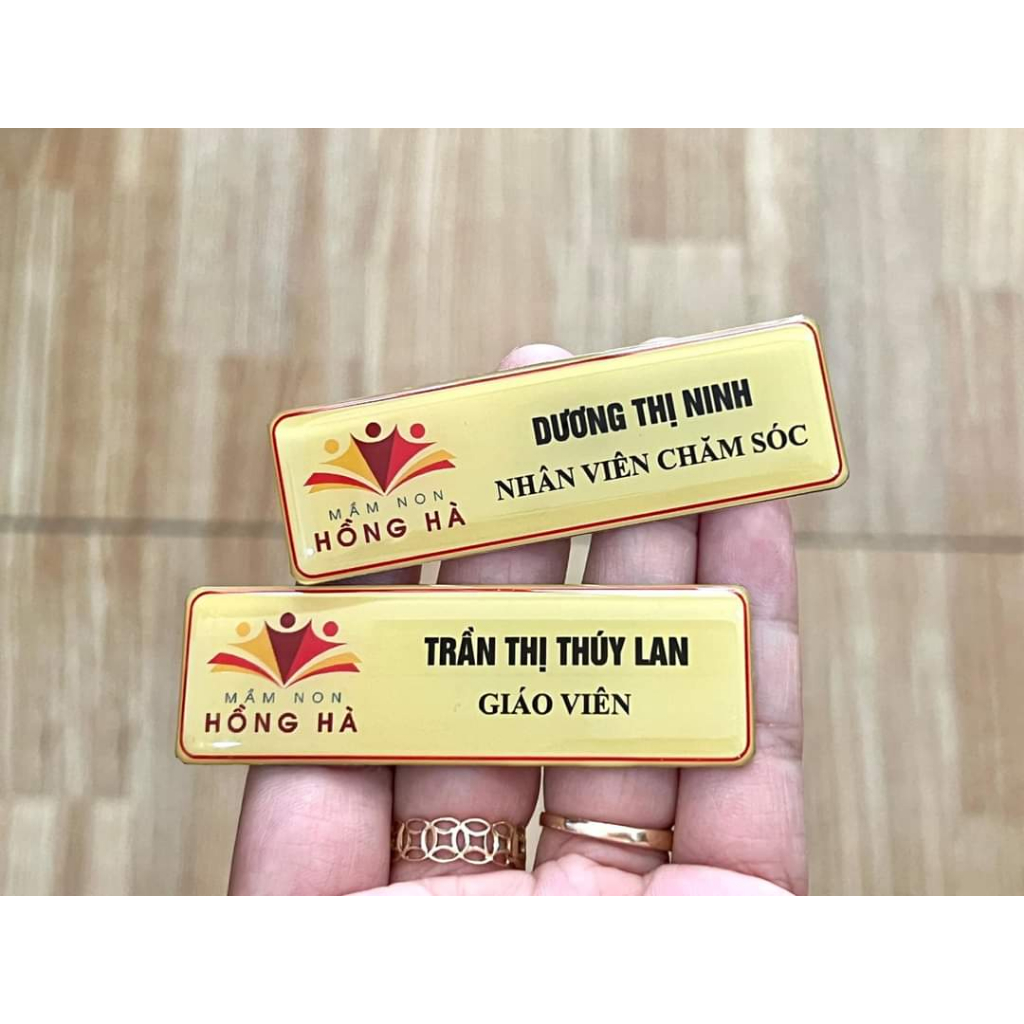 MẦM NON
HỒNG HÀ
DƯƠNG THỊ NINH
NHÂN VIÊN CHĂM SÓC
MẦM NON
HỒNG HÀ
TRẦN THỊ THÚY LAN
GIÁO VIÊN